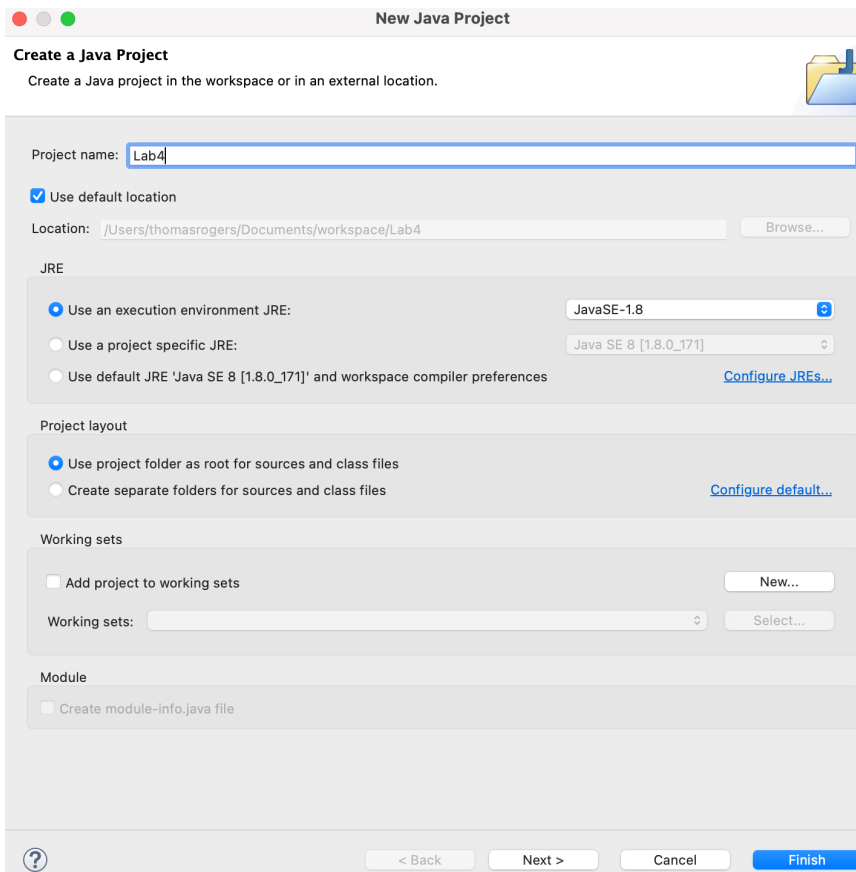 New Java Project
Create a Java Project
Create a Java project in the workspace or in an external location.
Project name: Lab4
Use default location
Location: /Users/thomasrogers/Documents/workspace/Lab4 Browse...
JRE
Use an execution environment JRE: JavaSE-1.8
Use a project specific JRE: Java SE 8 [1.8.0_171]
Use default JRE 'Java SE 8 [1.8.0_171]' and workspace compiler preferences Configure JREs...
Project layout
Use project folder as root for sources and class files
Create separate folders for sources and class files Configure default...
Working sets
Add project to working sets New...
Working sets: Select...
Module
Create module-info.java file
? < Back Next > Cancel Finish